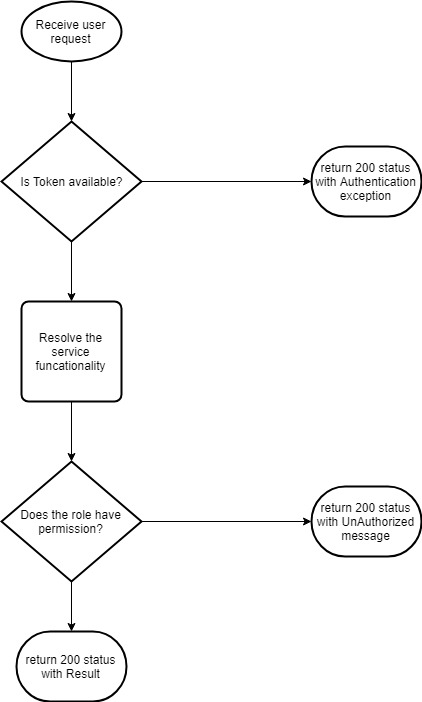 Receive user
request
Is Token available?
return 200 status
with Authentication
exception
Resolve the
service
funcationality
Does the role have
permission?
return 200 status
with UnAuthorized
message
return 200 status
with Result